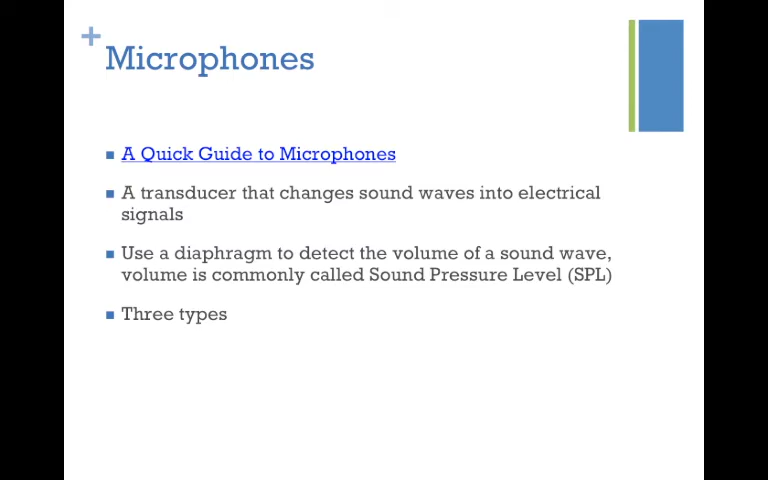 Microphones
A Quick Guide to Microphones
A transducer that changes sound waves into electrical
signals
Use a diaphragm to detect the volume of a sound wave,
volume is commonly called Sound Pressure Level (SPL)
Three types